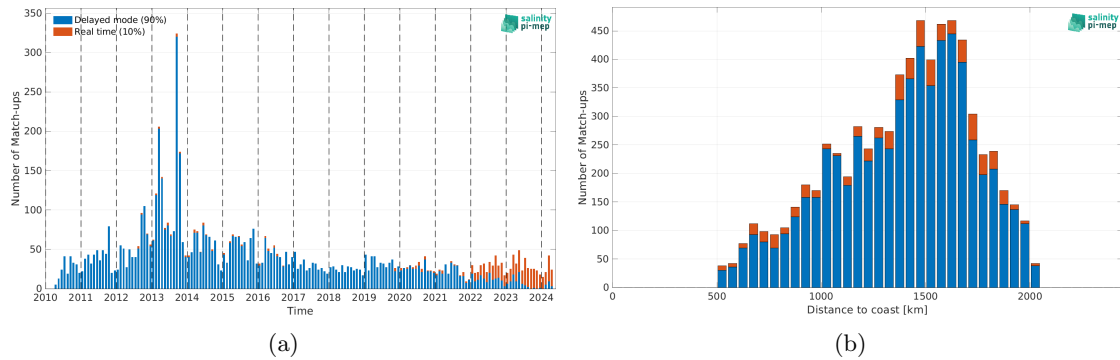 350
300
250
200
150
100
50
0
Number of Match-ups
Delayed mode (90%)
Real time (10%)
salinity
pi-mep
2010 2011 2012 2013 2014 2015 2016 2017 2018 2019 2020 2021 2022 2023 2024
Time
(a)
450
400
350
300
250
200
150
100
50
0
Number of Match-ups
salinity
pi-mep
0 500 1000 1500 2000
Distance to coast [km]
(b)